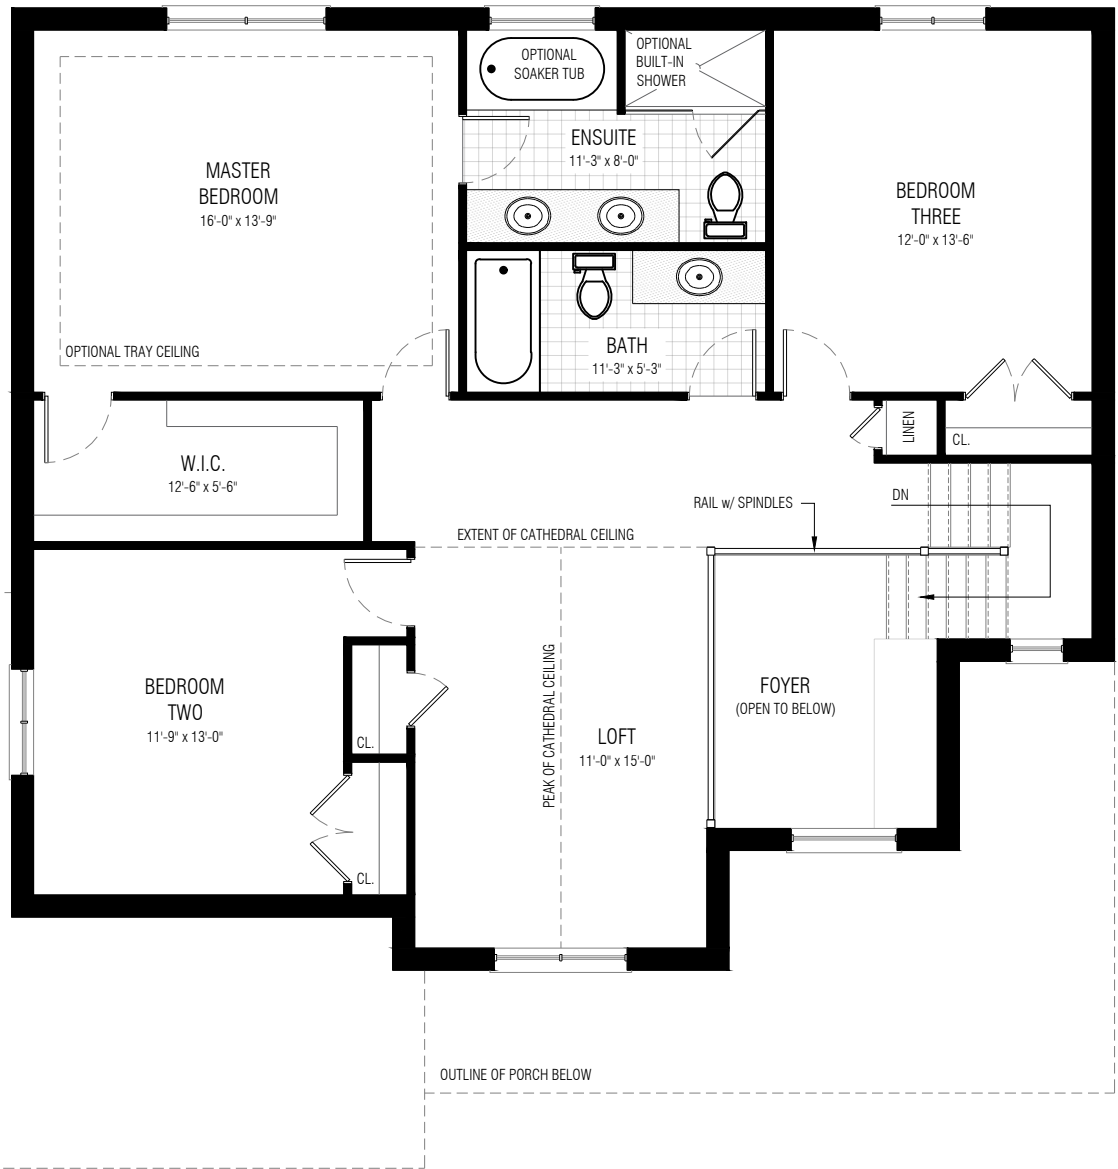 OPTIONAL
SOAKER TUB
OPTIONAL
BUILT-IN
SHOWER
ENSUITE
11'-3" x 8'-0"
MASTER
BEDROOM
16'-0" x 13'-9"
BEDROOM
THREE
12'-0" x 13'-6"
OPTIONAL TRAY CEILING
BATH
11'-3" x 5'-3"
LINEN
CL.
W.I.C.
12'-6" x 5'-6"
RAIL w/ SPINDLES
DN
EXTENT OF CATHEDRAL CEILING
PEAK OF CATHEDRAL CEILING
BEDROOM
TWO
11'-9" x 13'-0"
CL.
CL.
LOFT
11'-0" x 15'-0"
FOYER
(OPEN TO BELOW)
OUTLINE OF PORCH BELOW